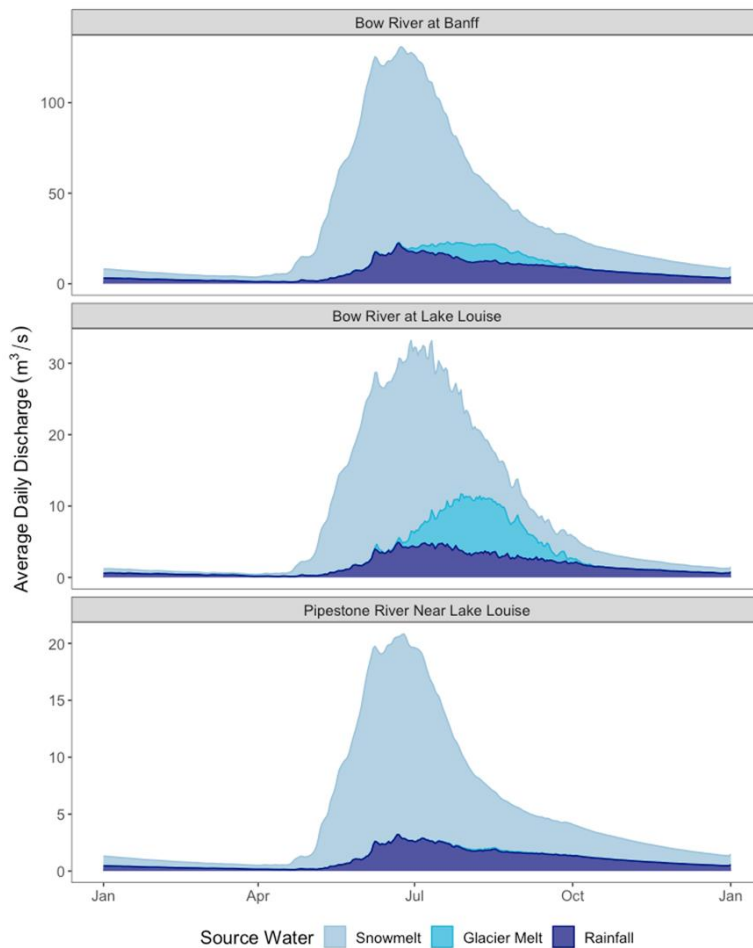 Bow River at Banff
100
50
0
Bow River at Lake Louise
30
20
10
0
Pipestone River Near Lake Louise
20
15
10
5
0
Average Daily Discharge (m³/s)
Jan Apr Jul Oct Jan
Source Water Snowmelt Glacier Melt Rainfall